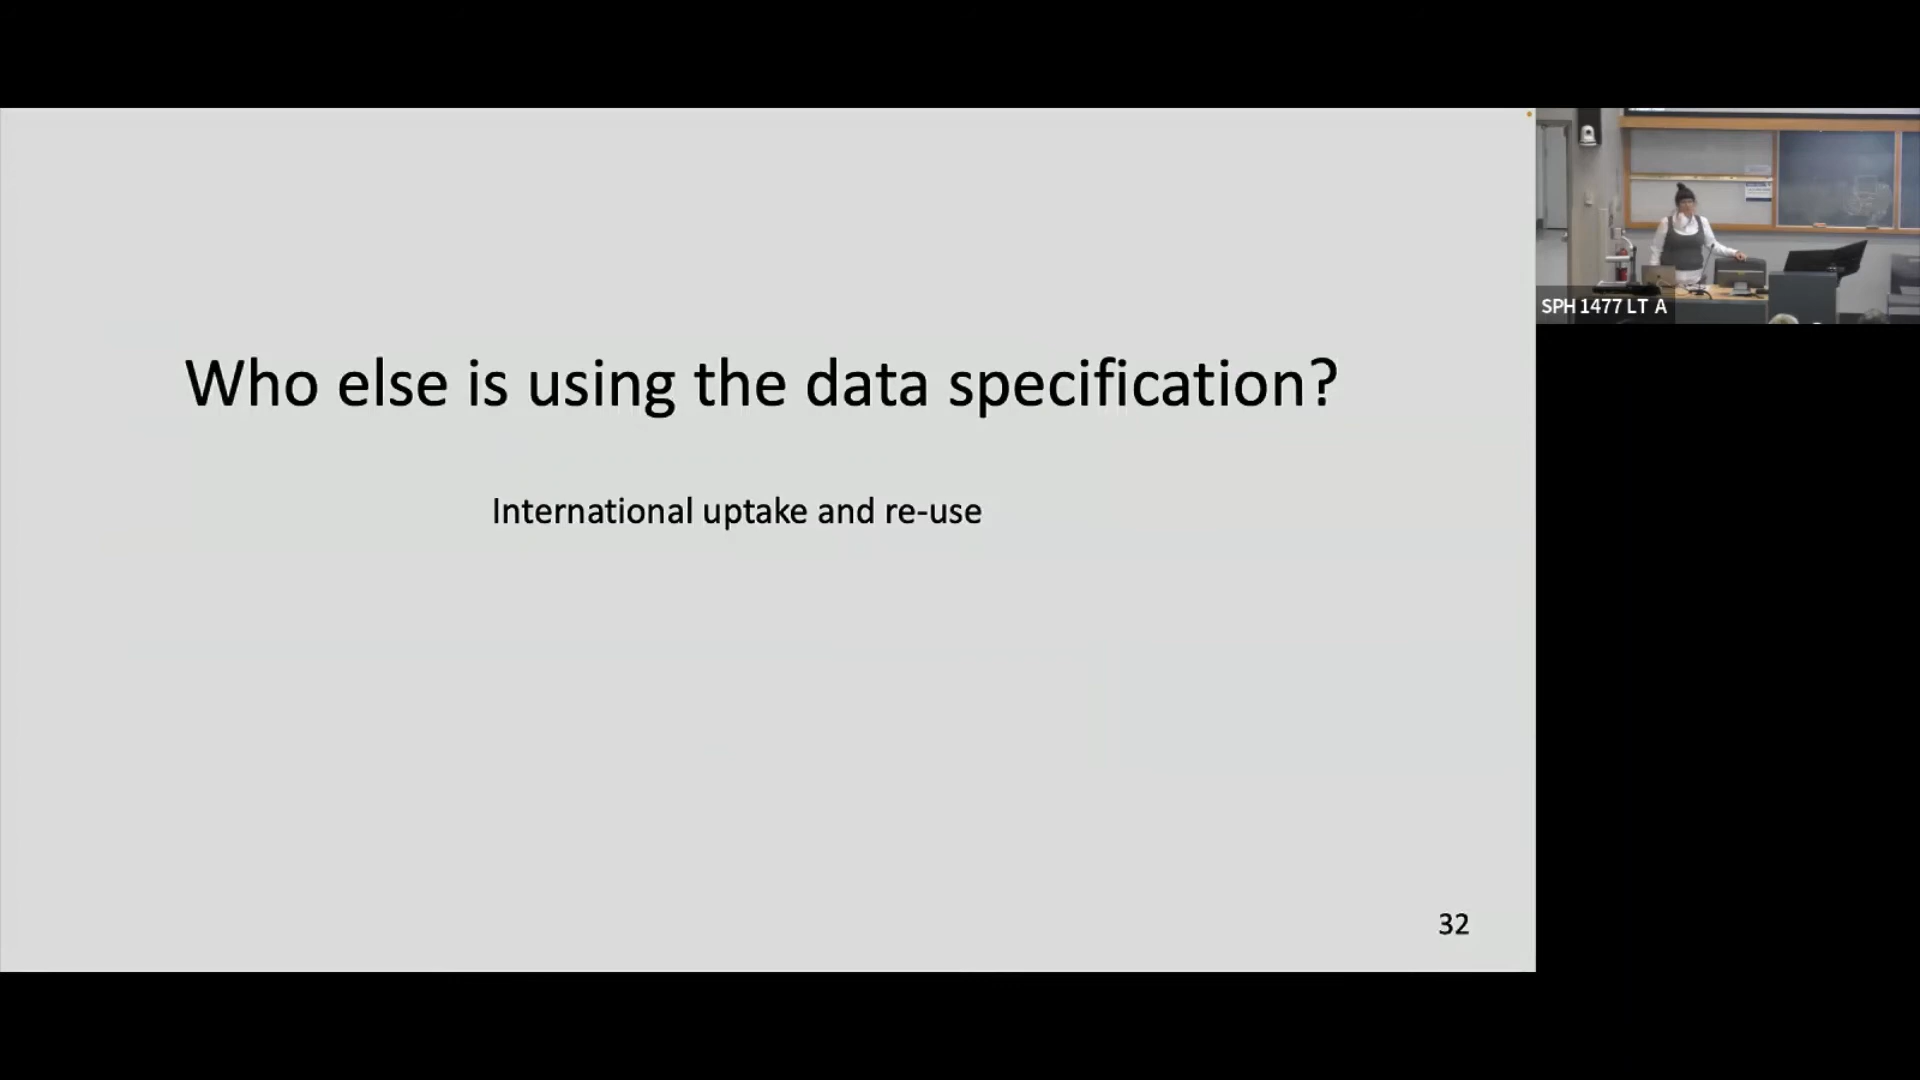 Who else is using the data specification?
International uptake and re-use
32
SPH 1477 LT A